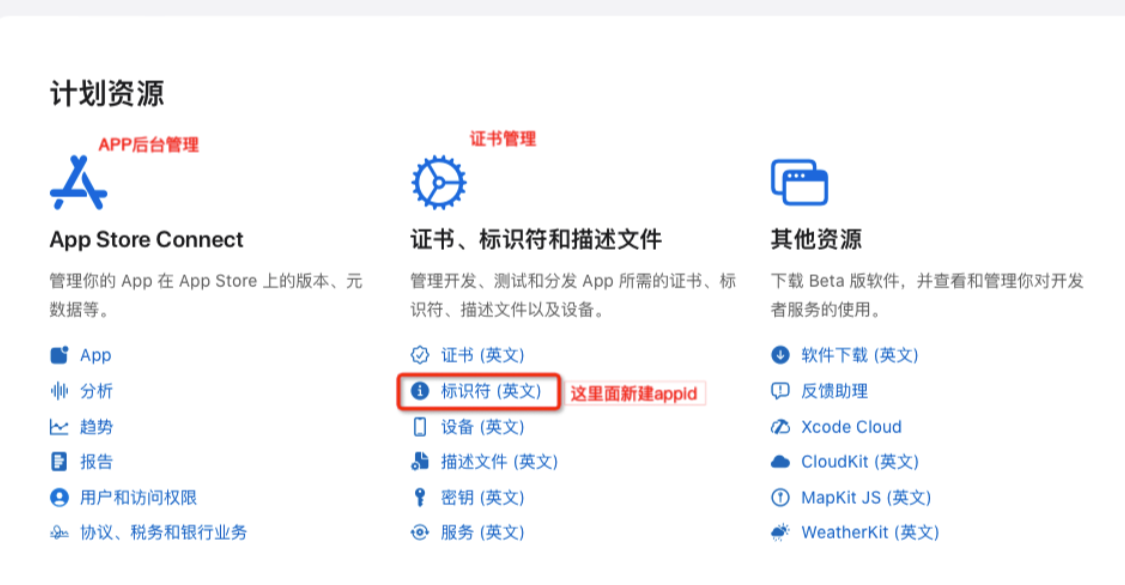 计划资源
APP后台管理
App Store Connect
管理你的 App 在 App Store 上的版本、元
数据等。
App
分析
趋势
报告
用户和访问权限
协议、税务和银行业务
证书管理
证书、标识符和描述文件
管理开发、测试和分发 App 所需的证书、标
识符、描述文件以及设备。
证书 (英文)
标识符 (英文)
这里面新建appId
设备 (英文)
描述文件 (英文)
密钥 (英文)
服务 (英文)
其他资源
下载 Beta 版软件，并查看和管理你对开发
者服务的使用。
软件下载 (英文)
反馈助理
Xcode Cloud
CloudKit (英文)
MapKit JS (英文)
WeatherKit (英文)